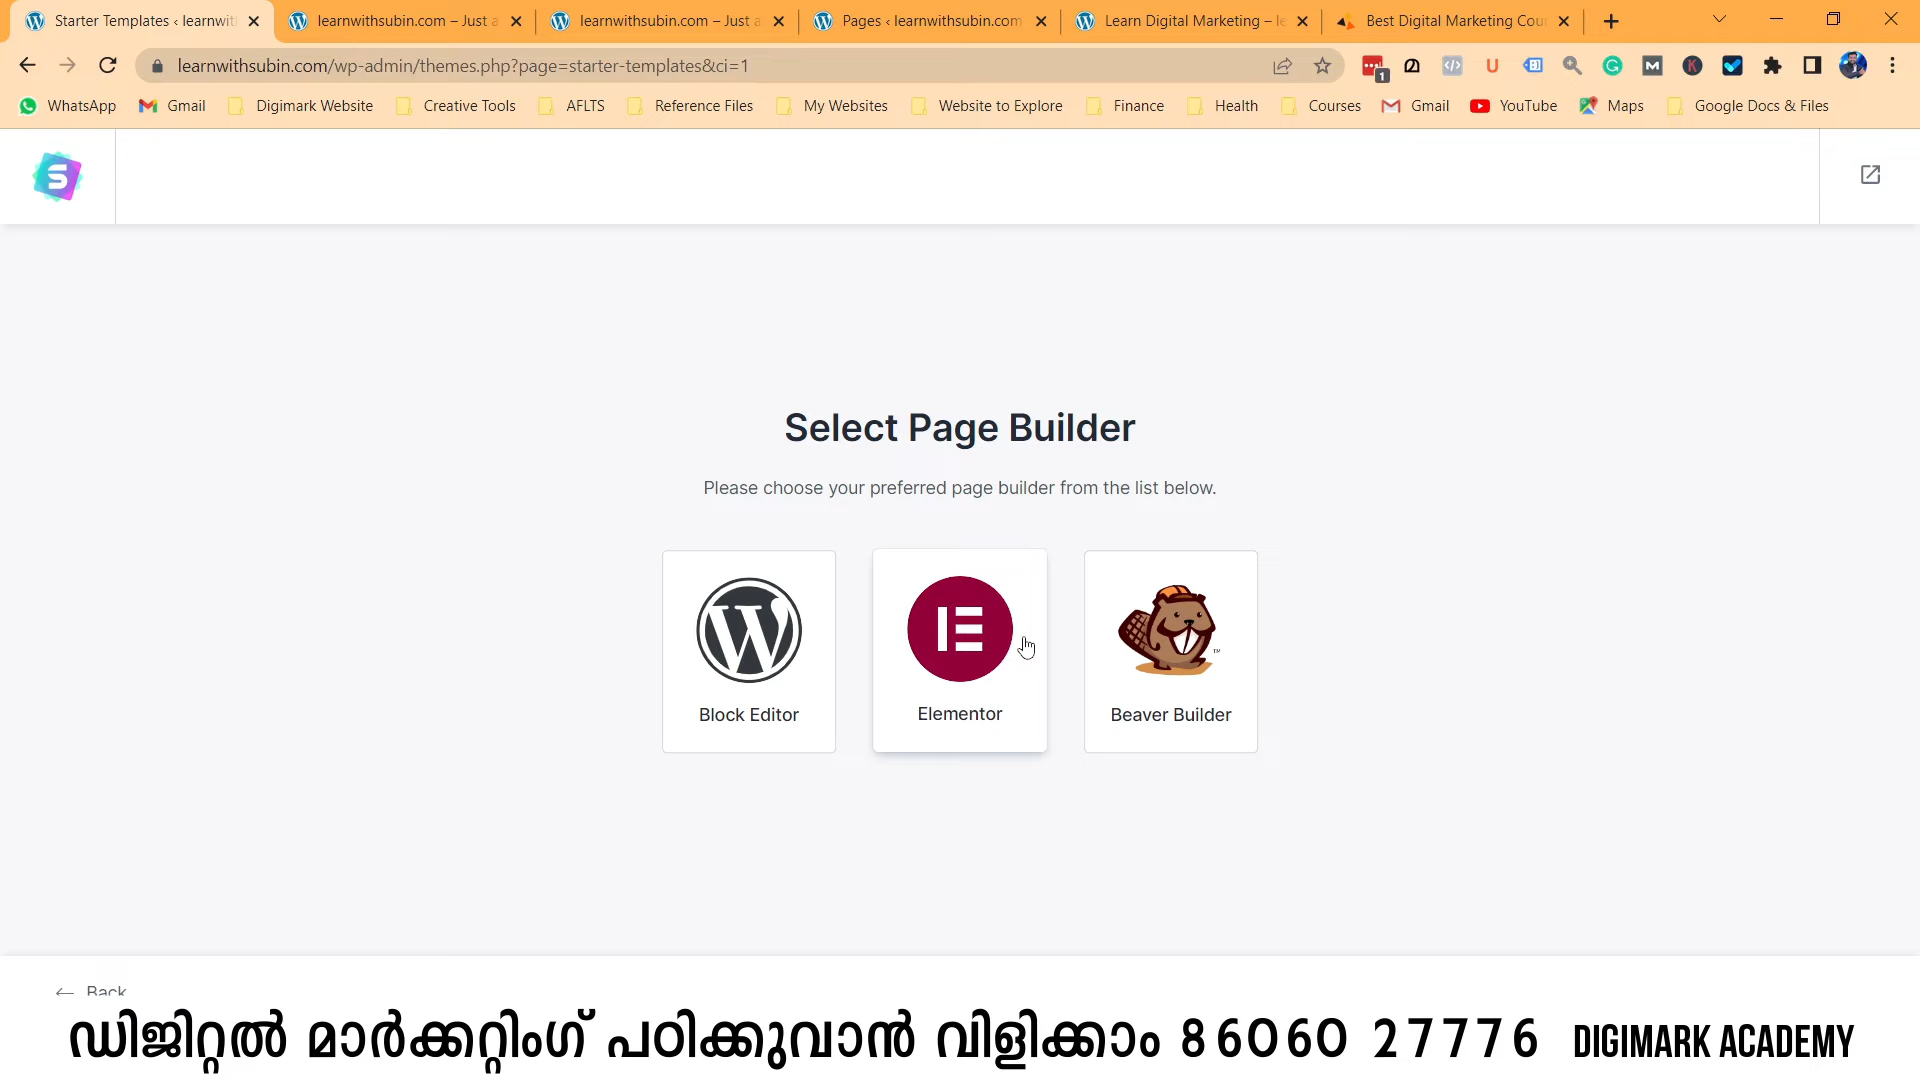 Starter Templates ‹ learnwit
learnwithsubin.com – Just a
learnwithsubin.com – Just a
Pages ‹ learnwithsubin.com
Learn Digital Marketing – le
Best Digital Marketing Cou
learnwithsubin.com/wp-admin/themes.php?page=starter-templates&ci=1
1
WhatsApp
Gmail
Digimark Website
Creative Tools
AFLTS
Reference Files
My Websites
Website to Explore
Finance
Health
Courses
Gmail
YouTube
Maps
Google Docs & Files
Select Page Builder
Please choose your preferred page builder from the list below.
Block Editor
Elementor
Beaver Builder
Back
ഡിജിറ്റൽ മാർക്കറ്റിംഗ് പഠിക്കുവാൻ വിളിക്കാം 86060 27776 DIGIMARK ACADEMY